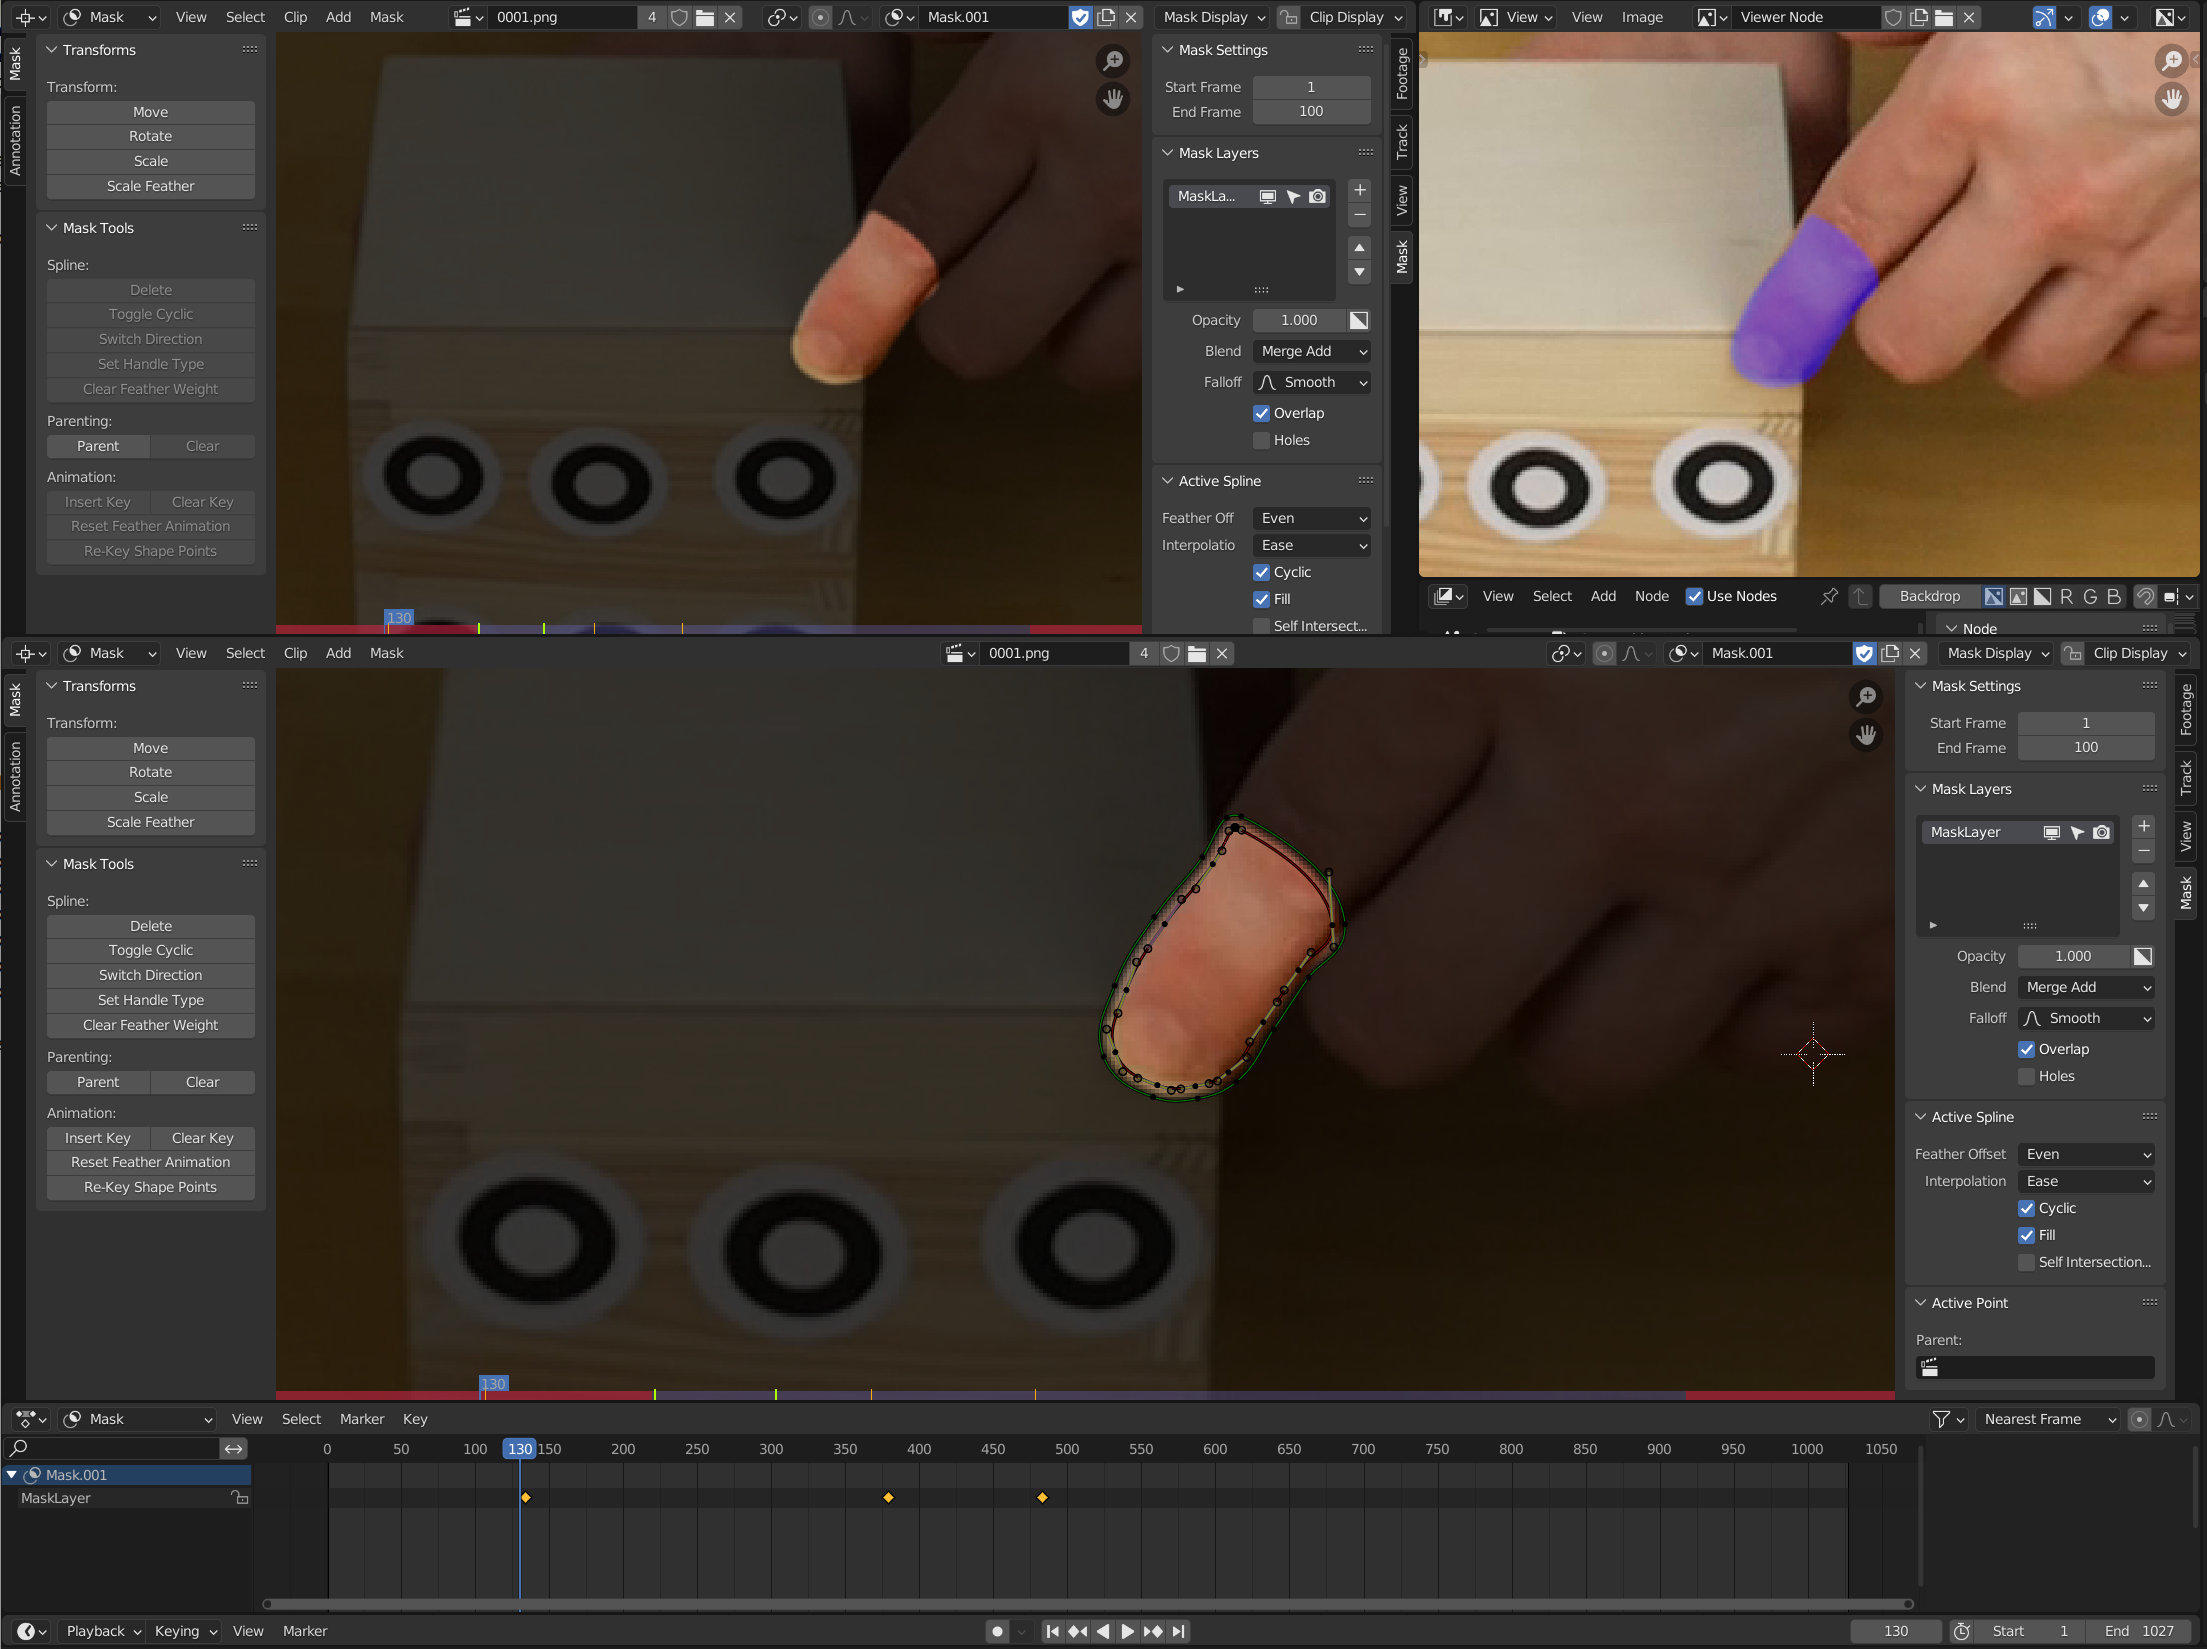 Mask View Select Clip Add Mask 0001.png 4 Mask.001 Mask Display Clip Display
View View Image Viewer Node
Mask
Annotation
Transforms
Transform:
Move
Rotate
Scale
Scale Feather
Mask Tools
Spline:
Delete
Toggle Cyclic
Switch Direction
Set Handle Type
Clear Feather Weight
Parenting:
Parent Clear
Animation:
Insert Key Clear Key
Reset Feather Animation
Re-Key Shape Points
130
Mask Settings
Start Frame 1
End Frame 100
Mask Layers
MaskLa...
Opacity 1.000
Blend Merge Add
Falloff Smooth
Overlap
Holes
Active Spline
Feather Off Even
Interpolatio Ease
Cyclic
Fill
Self Intersect...
Footage
Track
View
Mask
View Select Add Node Use Nodes Backdrop R G B
Node
Mask View Select Clip Add Mask 0001.png 4 Mask.001 Mask Display Clip Display
Mask
Annotation
Transforms
Transform:
Move
Rotate
Scale
Scale Feather
Mask Tools
Spline:
Delete
Toggle Cyclic
Switch Direction
Set Handle Type
Clear Feather Weight
Parenting:
Parent Clear
Animation:
Insert Key Clear Key
Reset Feather Animation
Re-Key Shape Points
130
Mask Settings
Start Frame 1
End Frame 100
Mask Layers
MaskLayer
Opacity 1.000
Blend Merge Add
Falloff Smooth
Overlap
Holes
Active Spline
Feather Offset Even
Interpolation Ease
Cyclic
Fill
Self Intersection...
Active Point
Parent:
Footage
Track
View
Mask
Mask View Select Marker Key Nearest Frame
0 50 100 130 150 200 250 300 350 400 450 500 550 600 650 700 750 800 850 900 950 1000 1050
Mask.001
MaskLayer
Playback Keying View Marker 130 Start 1 End 1027